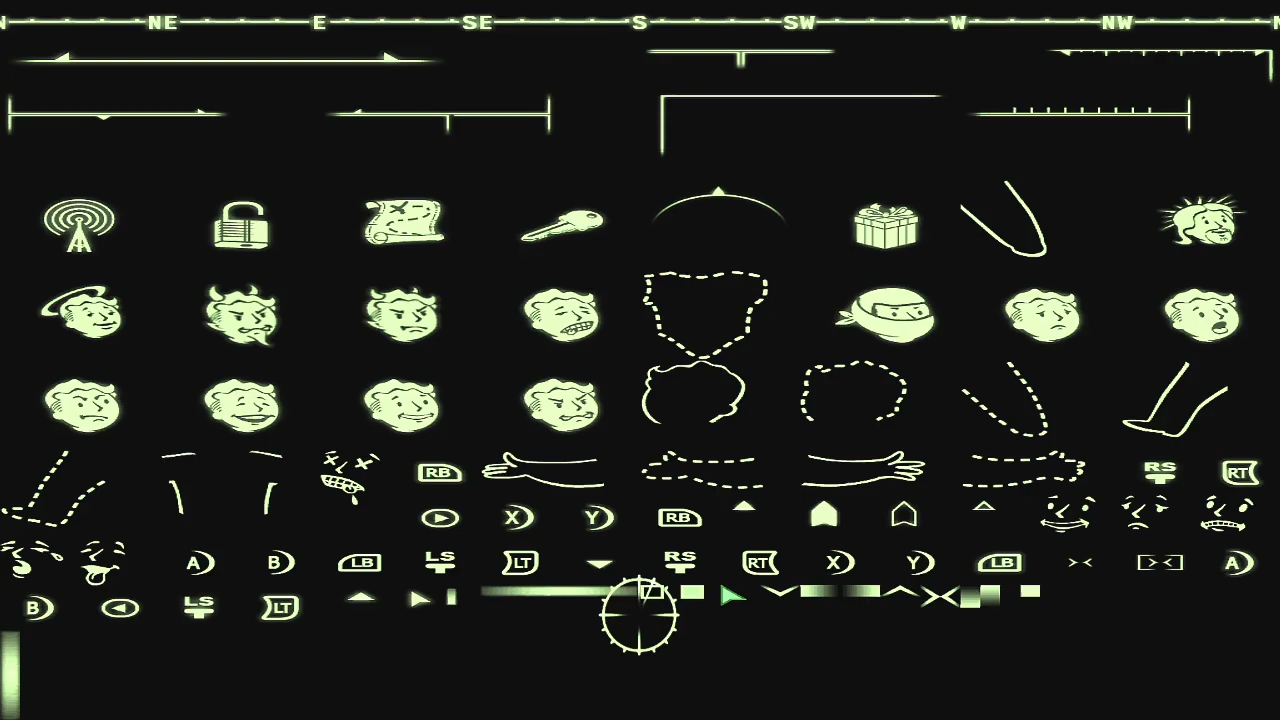 N NE E SE S SW W NW N
RB RS RT
X Y RB
A B LB LS LT RS RT X Y LB A
B LS LT